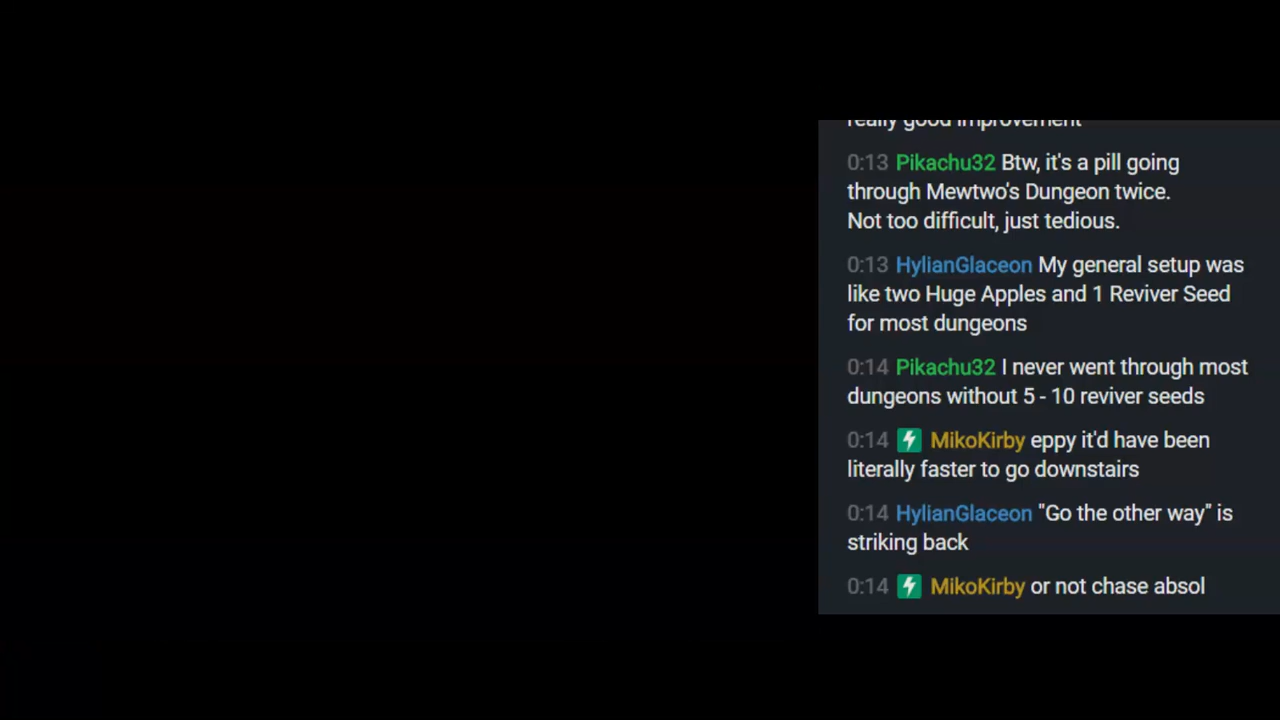 really good improvement
0:13 Pikachu32 Btw, it's a pill going
through Mewtwo's Dungeon twice.
Not too difficult, just tedious.
0:13 HylianGlaceon My general setup was
like two Huge Apples and 1 Reviver Seed
for most dungeons
0:14 Pikachu32 I never went through most
dungeons without 5 - 10 reviver seeds
0:14 MikoKirby eppy it'd have been
literally faster to go downstairs
0:14 HylianGlaceon "Go the other way" is
striking back
0:14 MikoKirby or not chase absol